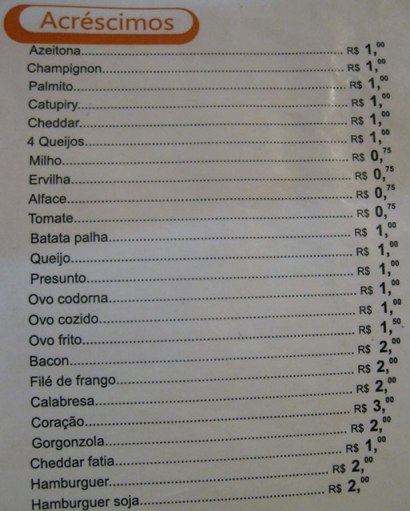 Acréscimos
Azeitona.......................................................... R$ 1,00
Champignon.................................................... R$ 1,00
Palmito............................................................ R$ 1,00
Catupiry........................................................... R$ 1,00
Cheddar........................................................... R$ 1,00
4 Queijos......................................................... R$ 1,00
Milho................................................................ R$ 0,75
Ervilha............................................................. R$ 0,75
Alface.............................................................. R$ 0,75
Tomate............................................................ R$ 0,75
Batata palha.................................................... R$ 1,00
Queijo.............................................................. R$ 1,00
Presunto.......................................................... R$ 1,00
Ovo codorna.................................................... R$ 1,00
Ovo cozido...................................................... R$ 1,00
Ovo frito.......................................................... R$ 1,50
Bacon.............................................................. R$ 2,00
Filé de frango.................................................. R$ 2,00
Calabresa........................................................ R$ 2,00
Coração........................................................... R$ 3,00
Gorgonzola...................................................... R$ 2,00
Cheddar fatia................................................... R$ 1,00
Hamburguer..................................................... R$ 2,00
Hamburguer soja.............................................. R$ 2,00